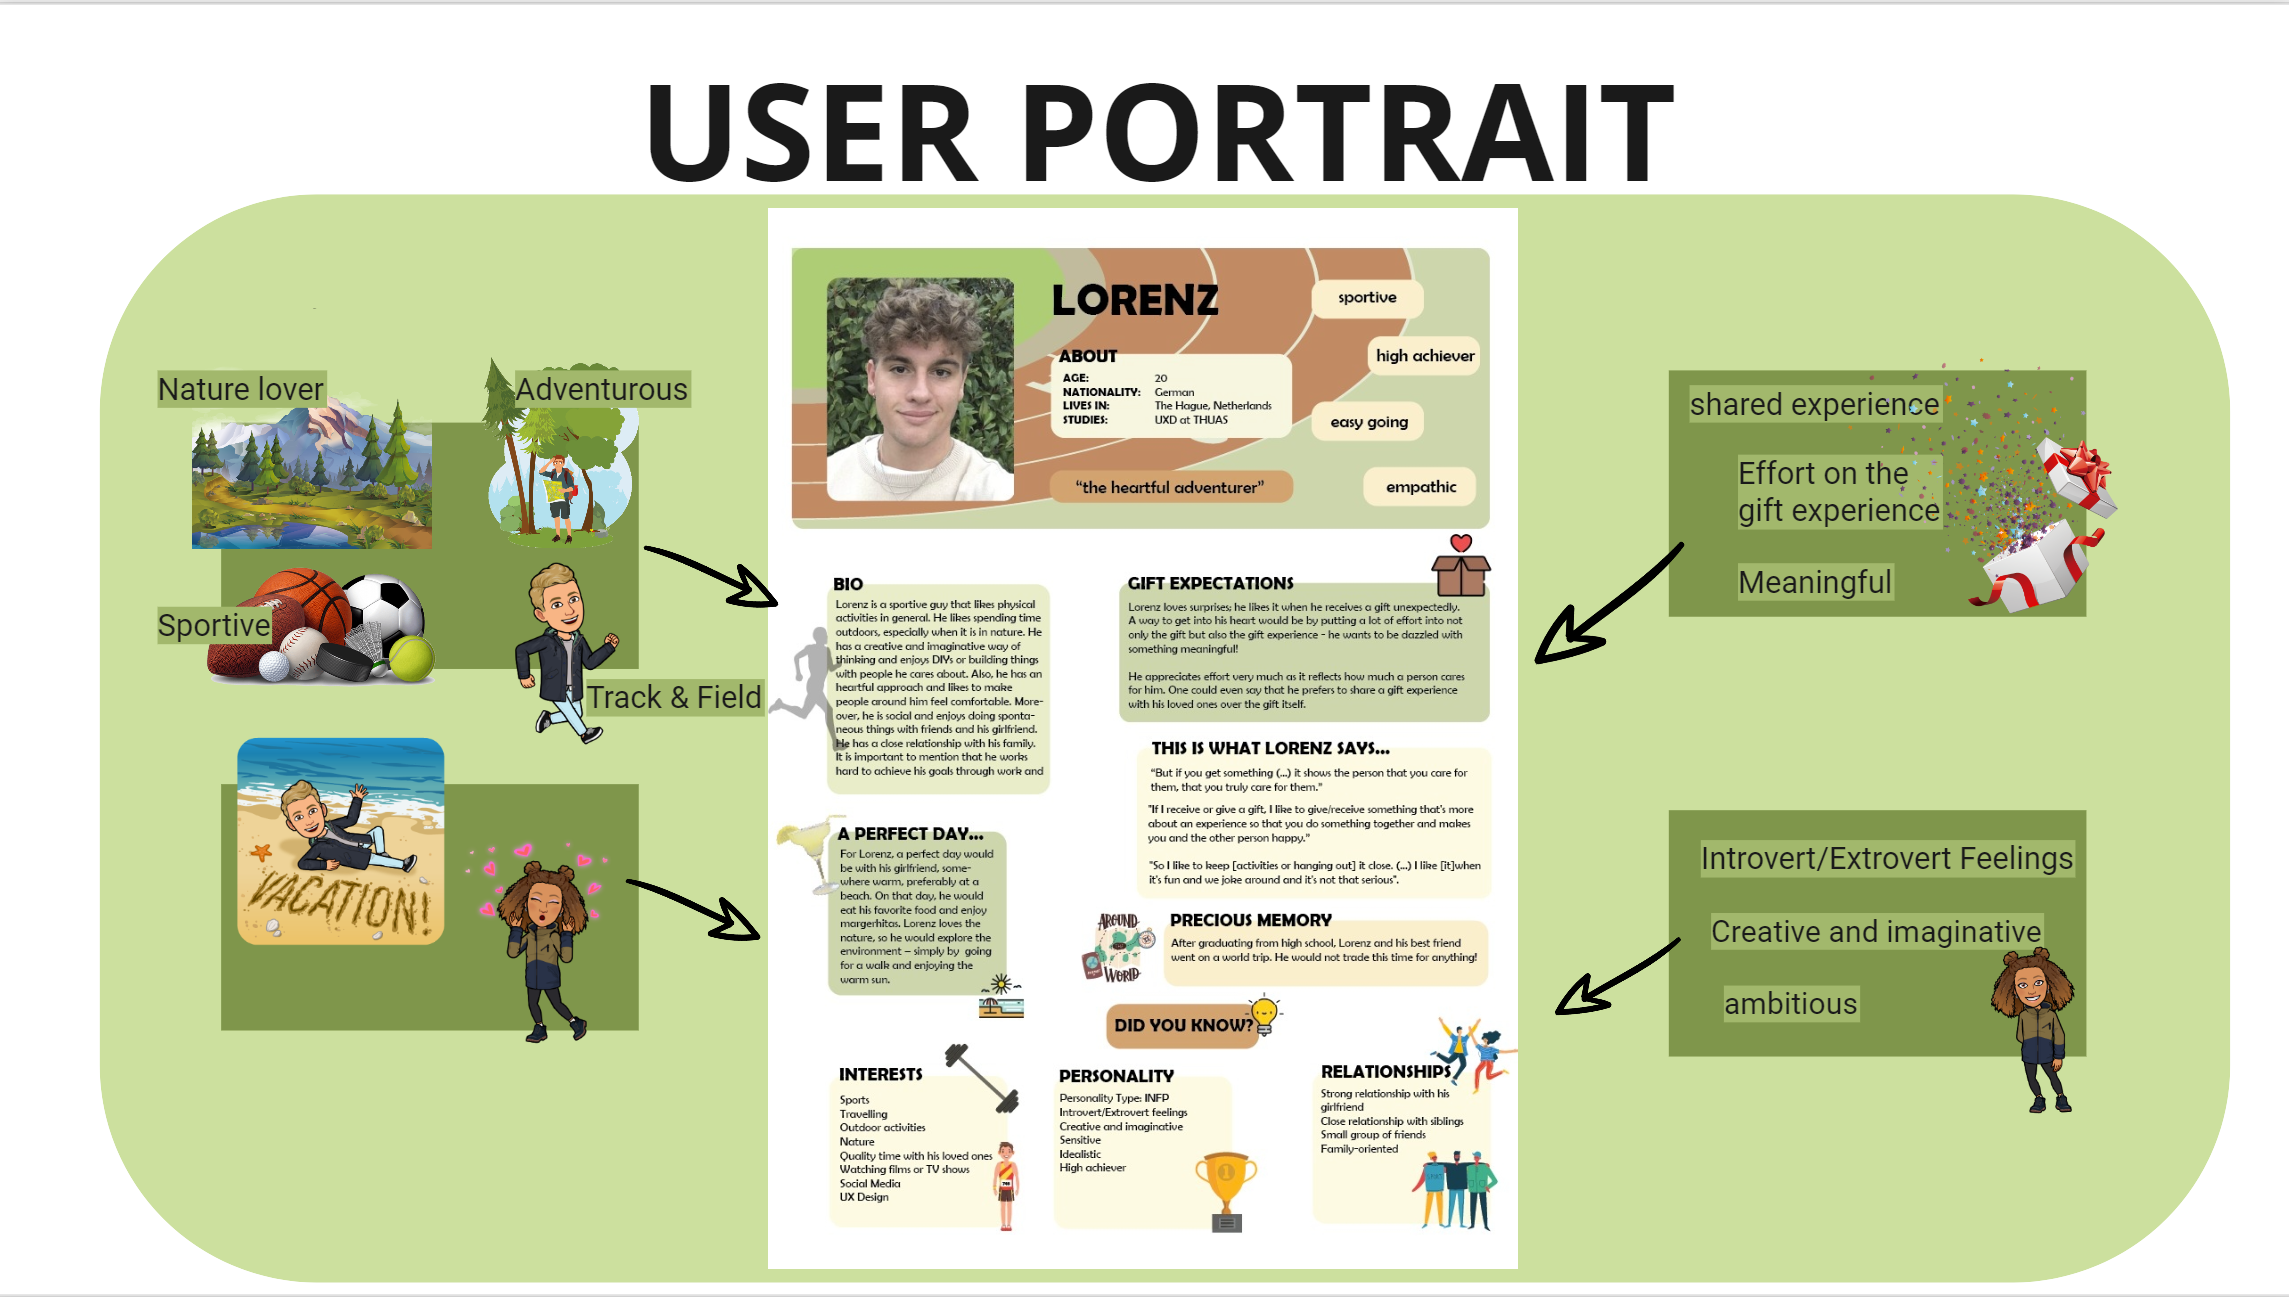 USER PORTRAIT
Nature lover
Adventurous
Sportive
Track & Field
VACATION!
LORENZ
ABOUT
AGE: 20
NATIONALITY: German
LIVES IN: The Hague, Netherlands
STUDIES: UXD at THUAS
"the heartful adventurer"
sportive
high achiever
easy going
empathic
BIO
Lorenz is a sportive guy that likes physical
activities in general. He likes spending time
outdoors, especially when it is in nature. He
has a creative and imaginative way of
thinking and enjoys DIYs or building things
with people he cares about. Also, he has an
heartful approach and likes to make
people around him feel comfortable. More-
over, he is social and enjoys doing sponta-
neous things with friends and his girlfriend.
He has a close relationship with his family.
It is important to mention that he works
hard to achieve his goals through work and
GIFT EXPECTATIONS
Lorenz loves surprises; he likes it when he receives a gift unexpectedly.
A way to get into his heart would be by putting a lot of effort into not
only the gift but also the gift experience - he wants to be dazzled with
something meaningful!
He appreciates effort very much as it reflects how much a person cares
for him. One could even say that he prefers to share a gift experience
with his loved ones over the gift itself.
THIS IS WHAT LORENZ SAYS...
"But if you get something (...) it shows the person that you care for
them, that you truly care for them."
"If I receive or give a gift, I like to give/receive something that's more
about an experience so that you do something together and makes
you and the other person happy."
"So I like to keep [activities or hanging out] it close. (...) I like [it]when
it's fun and we joke around and it's not that serious".
A PERFECT DAY...
For Lorenz, a perfect day would
be with his girlfriend, some-
where warm, preferably at a
beach. On that day, he would
eat his favorite food and enjoy
margerhitas. Lorenz loves the
nature, so he would explore the
environment – simply by going
for a walk and enjoying the
warm sun.
AROUND
WORLD
PRECIOUS MEMORY
After graduating from high school, Lorenz and his best friend
went on a world trip. He would not trade this time for anything!
DID YOU KNOW?
INTERESTS
Sports
Travelling
Outdoor activities
Nature
Quality time with his loved ones
Watching films or TV shows
Social Media
UX Design
PERSONALITY
Personality Type: INFP
Introvert/Extrovert feelings
Creative and imaginative
Sensitive
Idealistic
High achiever
1
RELATIONSHIPS
Strong relationship with his
girlfriend
Close relationship with siblings
Small group of friends
Family-oriented
shared experience
Effort on the
gift experience
Meaningful
Introvert/Extrovert Feelings
Creative and imaginative
ambitious